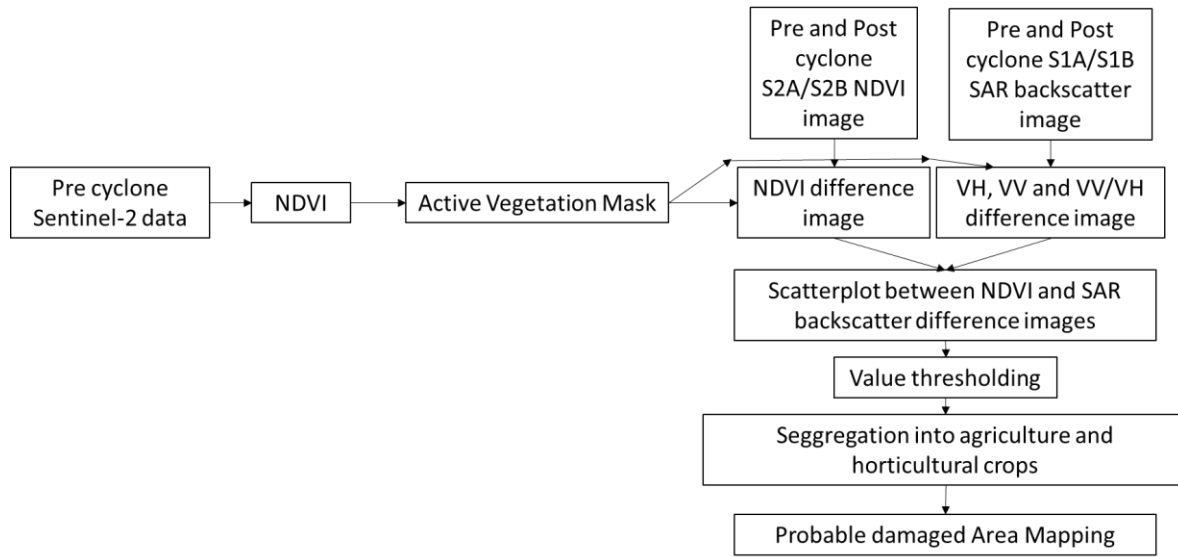 Pre and Post
cyclone
S2A/S2B NDVI
image
Pre and Post
cyclone S1A/S1B
SAR backscatter
image
Pre cyclone
Sentinel-2 data
NDVI
Active Vegetation Mask
NDVI difference
image
VH, VV and VV/VH
difference image
Scatterplot between NDVI and SAR
backscatter difference images
Value thresholding
Seggregation into agriculture and
horticultural crops
Probable damaged Area Mapping